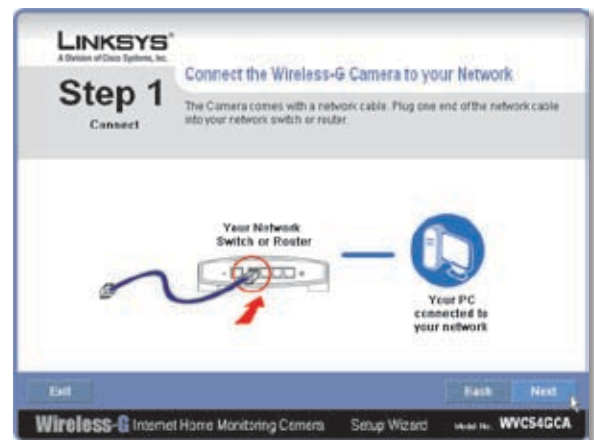 LINKSYS®
A Division of Cisco Systems, Inc.
Step 1
Connect
Connect the Wireless-G Camera to your Network
The Camera comes with a network cable. Plug one end of the network cable
into your network switch or router.
Your Network
Switch or Router
Your PC
connected to
your network
Exit
Back
Next
Wireless-G Internet Home Monitoring Camera
Setup Wizard
Model No. WVC54GCA